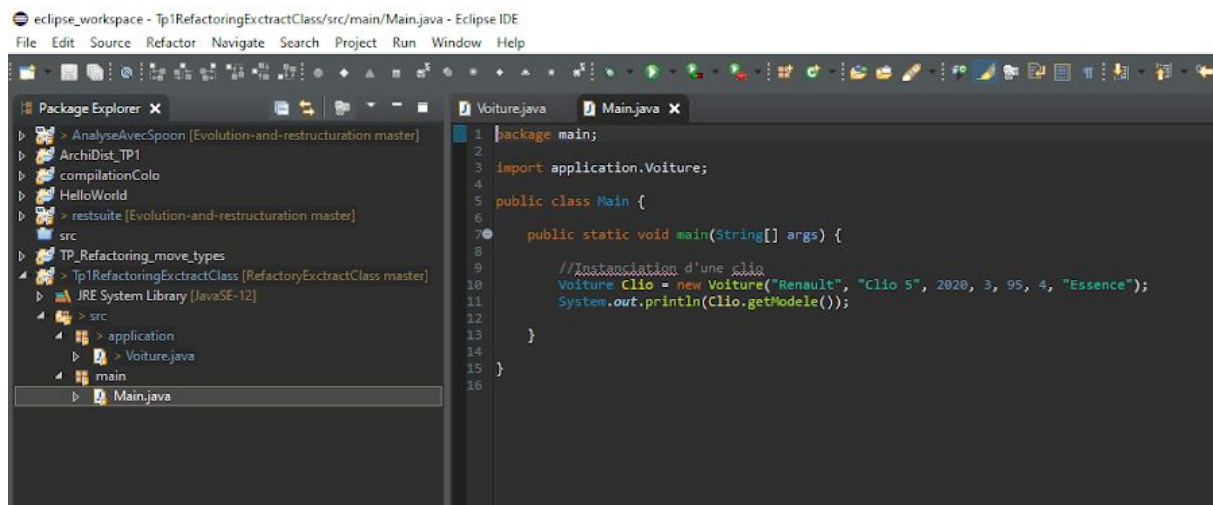 eclipse_workspace - Tp1RefactoringExctractClass/src/main/Main.java - Eclipse IDE
File Edit Source Refactor Navigate Search Project Run Window Help
Package Explorer
> AnalyseAvecSpoon [Evolution-and-restructuration master]
ArchiDist_TP1
compilationColo
HelloWorld
> restsuite [Evolution-and-restructuration master]
src
TP_Refactoring_move_types
> Tp1RefactoringExctractClass [RefactoryExctractClass master]
JRE System Library [JavaSE-12]
> src
> application
> Voiture.java
main
Main.java
Voiture.java Main.java
1 package main;
2
3 import application.Voiture;
4
5 public class Main {
6
7 public static void main(String[] args) {
8
9 //Instanciation d'une clio
10 Voiture Clio = new Voiture("Renault", "Clio 5", 2020, 3, 95, 4, "Essence");
11 System.out.println(Clio.getModele());
12
13 }
14
15 }
16